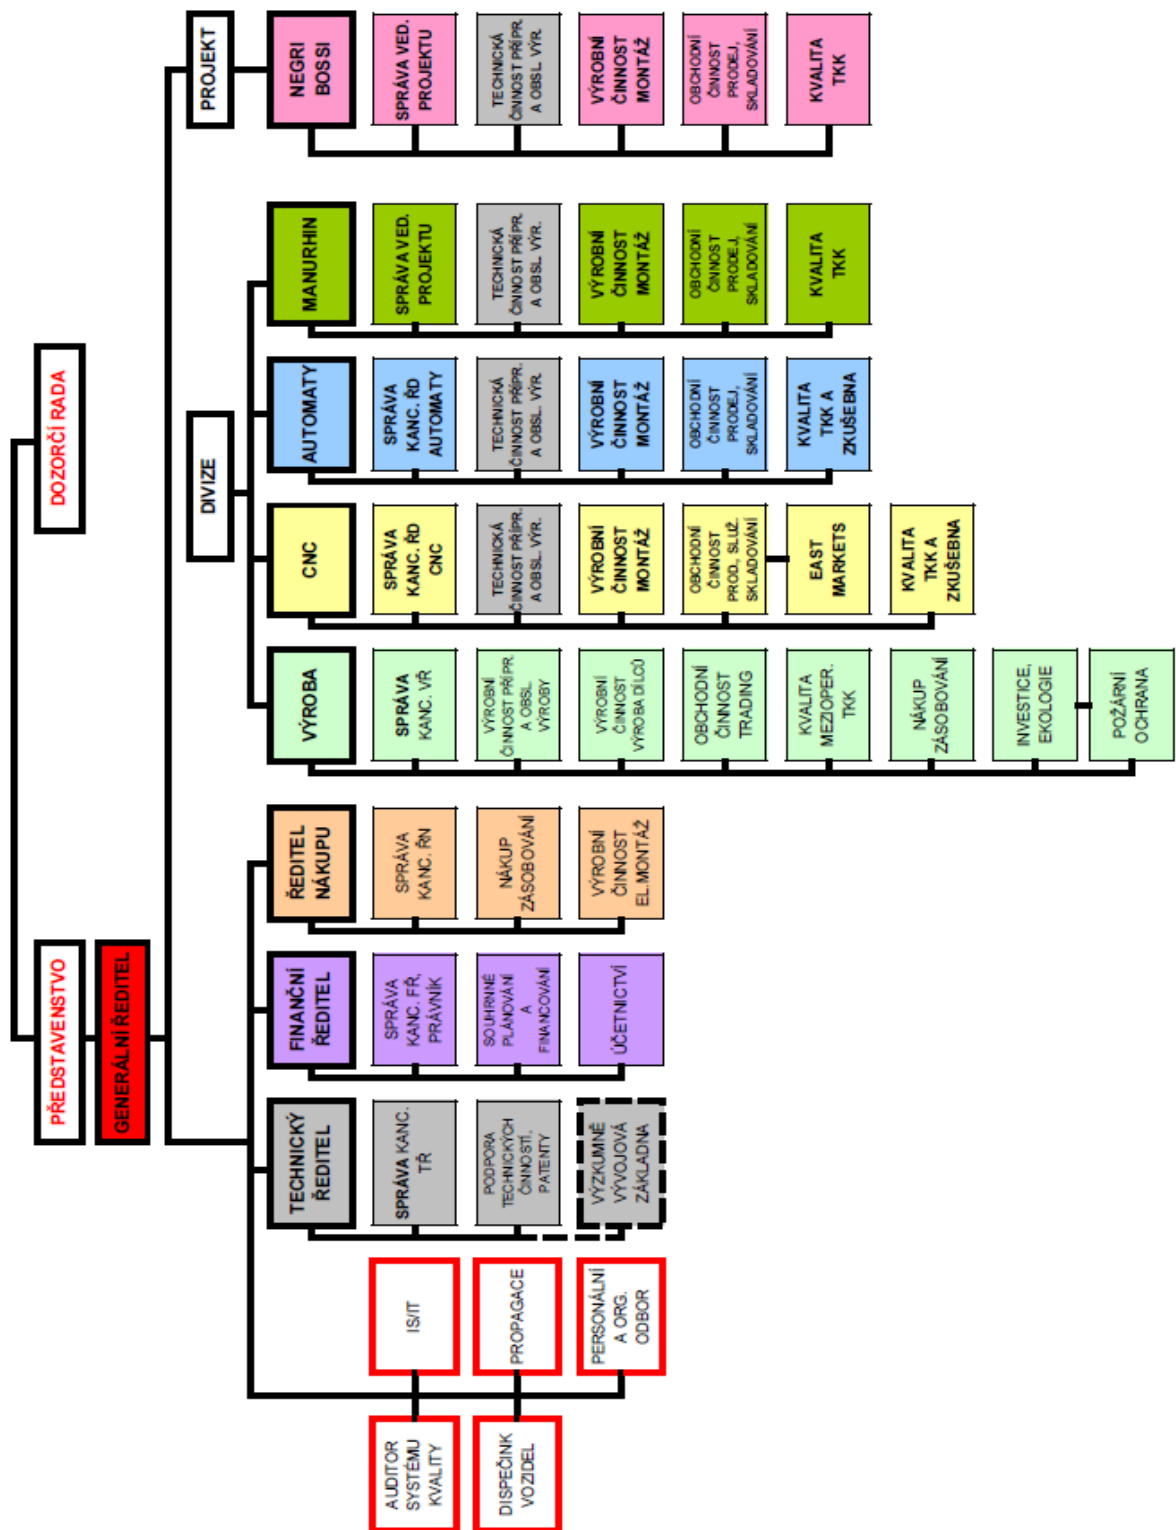 PŘEDSTAVENSTVO
DOZORČÍ RADA
GENERÁLNÍ ŘEDITEL
DIVIZE
PROJEKT
TECHNICKÝ
ŘEDITEL
FINANČNÍ
ŘEDITEL
ŘEDITEL
NÁKUPU
VÝROBA
CNC
AUTOMATY
MANURHIN
NEGRI
BOSSI
AUDITOR
SYSTÉMU
KVALITY
IS/IT
SPRÁVA KANC.
TŘ
SPRÁVA
KANC. FŘ,
PRÁVNÍK
SPRÁVA
KANC. ŘN
SPRÁVA
KANC. VŘ
SPRÁVA
KANC. ŘD
CNC
SPRÁVA
KANC. ŘD
AUTOMATY
SPRÁVA VED.
PROJEKTU
SPRÁVA VED.
PROJEKTU
DISPEČINK
VOZIDEL
PROPAGACE
PODPORA
TECHNICKÝCH
ČINNOSTÍ,
PATENTY
SOUHRNNÉ
PLÁNOVÁNÍ
A
FINANCOVÁNÍ
NÁKUP
ZÁSOBOVÁNÍ
VÝROBNÍ
ČINNOST PŘÍPR.
A OBSL.
VÝROBY
TECHNICKÁ
ČINNOST PŘÍPR.
A OBSL. VÝR.
TECHNICKÁ
ČINNOST PŘÍPR.
A OBSL. VÝR.
TECHNICKÁ
ČINNOST PŘÍPR.
A OBSL. VÝR.
TECHNICKÁ
ČINNOST PŘÍPR.
A OBSL. VÝR.
PERSONÁLNÍ
A ORG.
ODBOR
VÝZKUMNĚ
VÝVOJOVÁ
ZÁKLADNA
ÚČETNICTVÍ
VÝROBNÍ
ČINNOST
EL.MONTÁŽ
VÝROBNÍ
ČINNOST
VÝROBA DÍLCŮ
VÝROBNÍ
ČINNOST
MONTÁŽ
VÝROBNÍ
ČINNOST
MONTÁŽ
VÝROBNÍ
ČINNOST
MONTÁŽ
VÝROBNÍ
ČINNOST
MONTÁŽ
OBCHODNÍ
ČINNOST
TRADING
OBCHODNÍ
ČINNOST
PROD., SLUŽ.
SKLADOVÁNÍ
OBCHODNÍ
ČINNOST
PRODEJ,
SKLADOVÁNÍ
OBCHODNÍ
ČINNOST
PRODEJ,
SKLADOVÁNÍ
OBCHODNÍ
ČINNOST
PRODEJ,
SKLADOVÁNÍ
KVALITA
MEZIOPER.
TKK
EAST
MARKETS
KVALITA
TKK A
ZKUŠEBNA
KVALITA
TKK
KVALITA
TKK
NÁKUP
ZÁSOBOVÁNÍ
KVALITA
TKK A
ZKUŠEBNA
INVESTICE,
EKOLOGIE
POŽÁRNÍ
OCHRANA